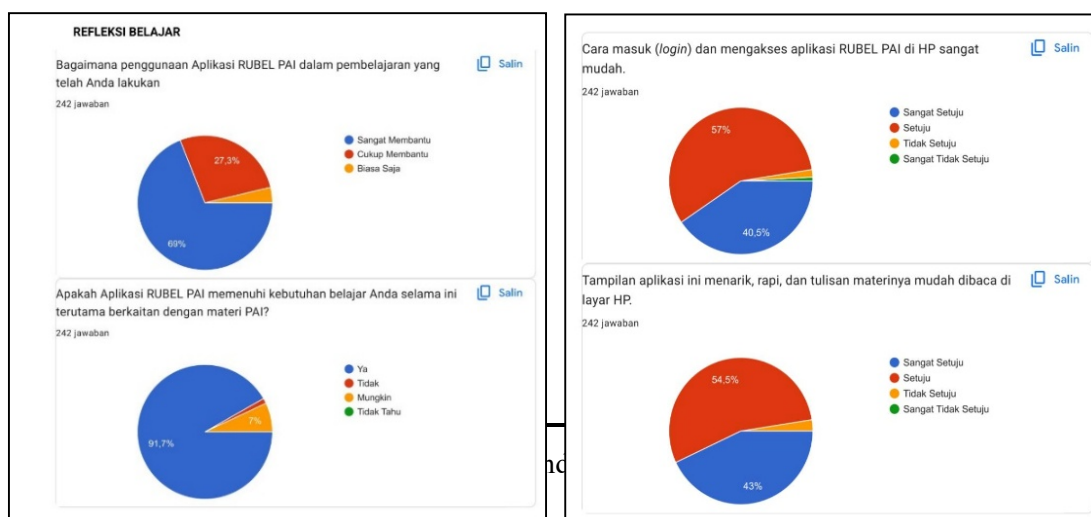 REFLEKSI BELAJAR
Bagaimana penggunaan Aplikasi RUBEL PAI dalam pembelajaran yang
telah Anda lakukan
Salin
242 jawaban
27,3%
69%
Sangat Membantu
Cukup Membantu
Biasa Saja
Apakah Aplikasi RUBEL PAI memenuhi kebutuhan belajar Anda selama ini
terutama berkaitan dengan materi PAI?
Salin
242 jawaban
91,7%
7%
Ya
Tidak
Mungkin
Tidak Tahu
Cara masuk (login) dan mengakses aplikasi RUBEL PAI di HP sangat
mudah.
Salin
242 jawaban
57%
40,5%
Sangat Setuju
Setuju
Tidak Setuju
Sangat Tidak Setuju
Tampilan aplikasi ini menarik, rapi, dan tulisan materinya mudah dibaca di
layar HP.
Salin
242 jawaban
54,5%
43%
Sangat Setuju
Setuju
Tidak Setuju
Sangat Tidak Setuju